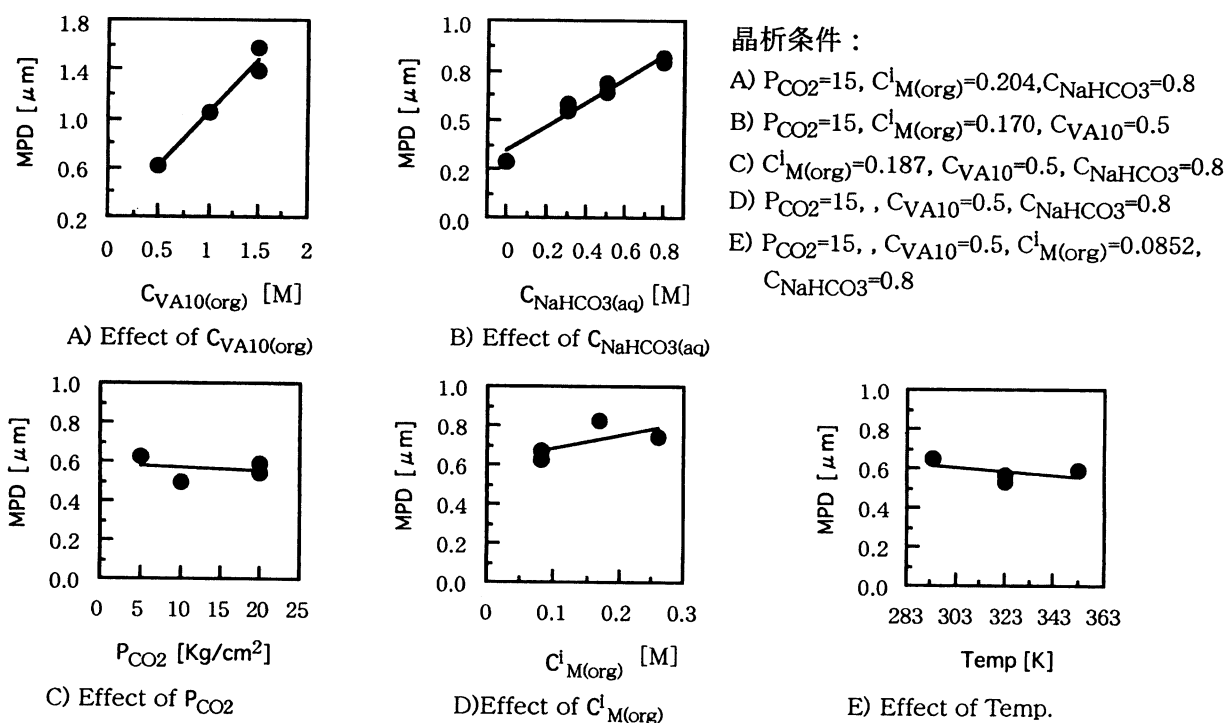 MPD [μm]
1.8
1.4
1.0
0.6
0.2
0 0.5 1 1.5 2
C_VA10(org) [M]
A) Effect of C_VA10(org)
MPD [μm]
1.0
0.8
0.5
0.2
0.0
0 0.2 0.4 0.6 0.8
C_NaHCO3(aq) [M]
B) Effect of C_NaHCO3(aq)
晶析条件：
A) P_CO2=15, C^i_M(org)=0.204,C_NaHCO3=0.8
B) P_CO2=15, C^i_M(org)=0.170, C_VA10=0.5
C) C^i_M(org)=0.187, C_VA10=0.5, C_NaHCO3=0.8
D) P_CO2=15, , C_VA10=0.5, C_NaHCO3=0.8
E) P_CO2=15, , C_VA10=0.5, C^i_M(org)=0.0852,
C_NaHCO3=0.8
MPD [μm]
1.0
0.8
0.6
0.4
0.2
0.0
0 5 10 15 20 25
P_CO2 [Kg/cm²]
C) Effect of P_CO2
MPD [μm]
1.0
0.8
0.6
0.4
0.2
0.0
0 0.1 0.2 0.3
C^i_M(org) [M]
D)Effect of C^i_M(org)
MPD [μm]
1.0
0.8
0.6
0.4
0.2
0.0
283 303 323 343 363
Temp [K]
E) Effect of Temp.